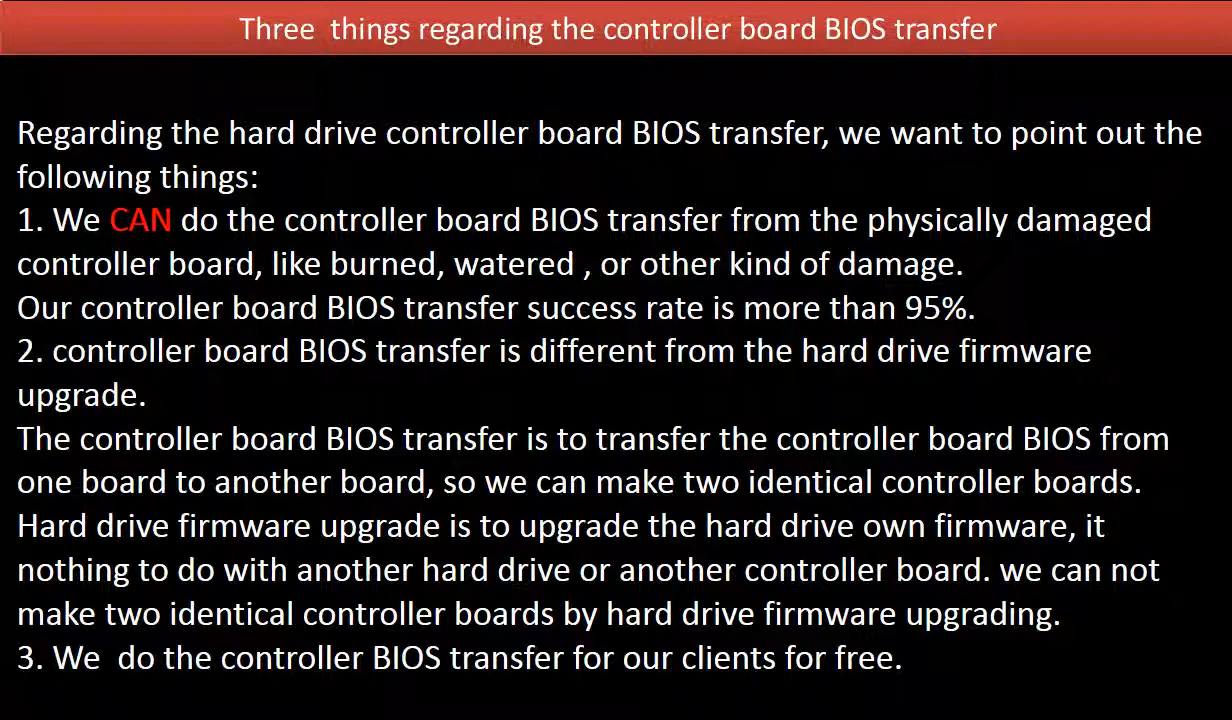 Three  things regarding the controller board BIOS transfer
Regarding the hard drive controller board BIOS transfer, we want to point out the
following things:
1. We CAN do the controller board BIOS transfer from the physically damaged
controller board, like burned, watered , or other kind of damage.
Our controller board BIOS transfer success rate is more than 95%.
2. controller board BIOS transfer is different from the hard drive firmware
upgrade.
The controller board BIOS transfer is to transfer the controller board BIOS from
one board to another board, so we can make two identical controller boards.
Hard drive firmware upgrade is to upgrade the hard drive own firmware, it
nothing to do with another hard drive or another controller board. we can not
make two identical controller boards by hard drive firmware upgrading.
3. We  do the controller BIOS transfer for our clients for free.